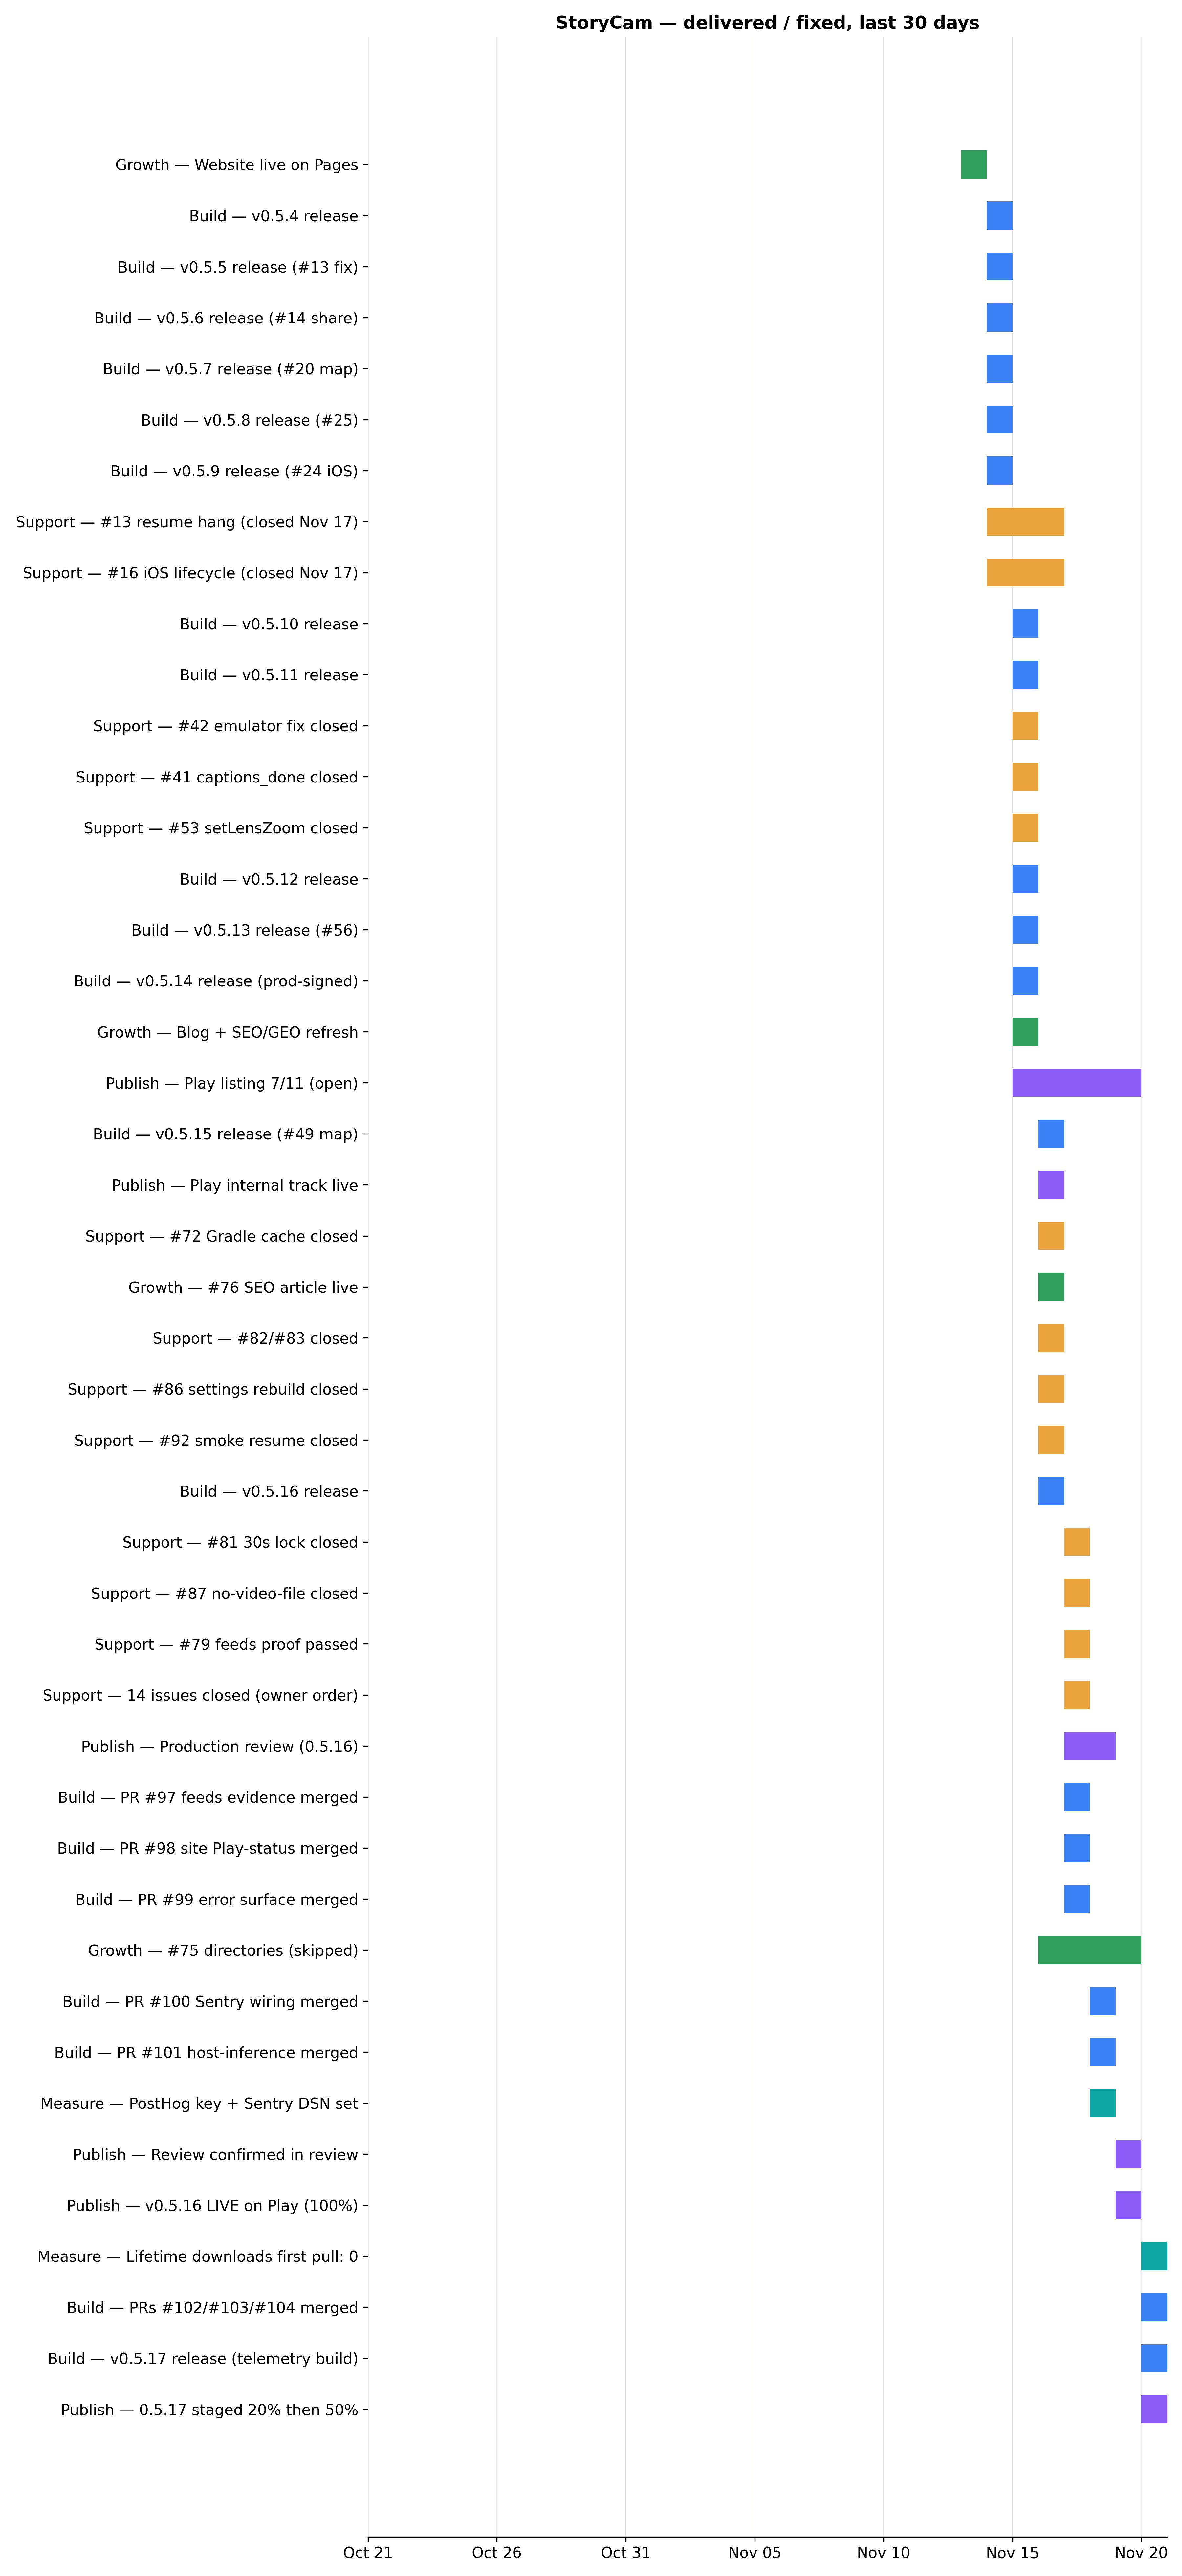 StoryCam — delivered / fixed, last 30 days
Growth — Website live on Pages
Build — v0.5.4 release
Build — v0.5.5 release (#13 fix)
Build — v0.5.6 release (#14 share)
Build — v0.5.7 release (#20 map)
Build — v0.5.8 release (#25)
Build — v0.5.9 release (#24 iOS)
Support — #13 resume hang (closed Nov 17)
Support — #16 iOS lifecycle (closed Nov 17)
Build — v0.5.10 release
Build — v0.5.11 release
Support — #42 emulator fix closed
Support — #41 captions_done closed
Support — #53 setLensZoom closed
Build — v0.5.12 release
Build — v0.5.13 release (#56)
Build — v0.5.14 release (prod-signed)
Growth — Blog + SEO/GEO refresh
Publish — Play listing 7/11 (open)
Build — v0.5.15 release (#49 map)
Publish — Play internal track live
Support — #72 Gradle cache closed
Growth — #76 SEO article live
Support — #82/#83 closed
Support — #86 settings rebuild closed
Support — #92 smoke resume closed
Build — v0.5.16 release
Support — #81 30s lock closed
Support — #87 no-video-file closed
Support — #79 feeds proof passed
Support — 14 issues closed (owner order)
Publish — Production review (0.5.16)
Build — PR #97 feeds evidence merged
Build — PR #98 site Play-status merged
Build — PR #99 error surface merged
Growth — #75 directories (skipped)
Build — PR #100 Sentry wiring merged
Build — PR #101 host-inference merged
Measure — PostHog key + Sentry DSN set
Publish — Review confirmed in review
Publish — v0.5.16 LIVE on Play (100%)
Measure — Lifetime downloads first pull: 0
Build — PRs #102/#103/#104 merged
Build — v0.5.17 release (telemetry build)
Publish — 0.5.17 staged 20% then 50%
Oct 21 Oct 26 Oct 31 Nov 05 Nov 10 Nov 15 Nov 20